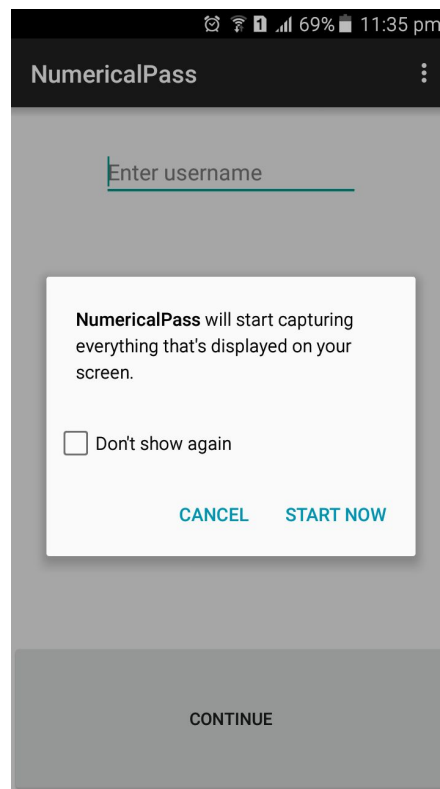 1 69% 11:35 pm
NumericalPass
Enter username
NumericalPass will start capturing
everything that's displayed on your
screen.
Don't show again
CANCEL START NOW
CONTINUE